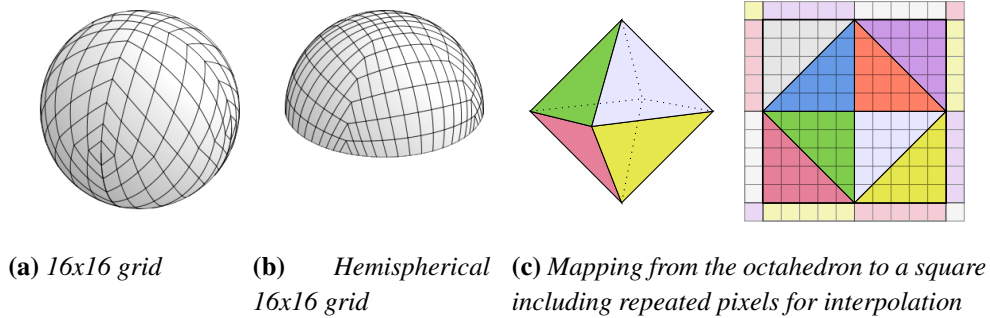 (a) 16x16 grid
(b) Hemispherical
16x16 grid
(c) Mapping from the octahedron to a square
including repeated pixels for interpolation